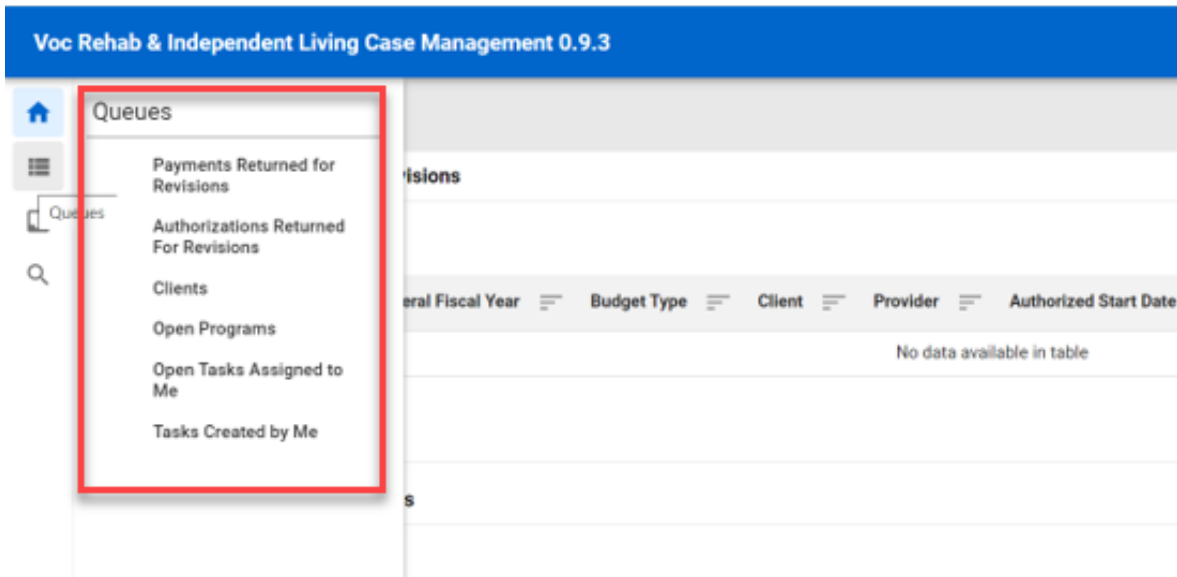 Voc Rehab & Independent Living Case Management 0.9.3
Queues
Payments Returned for
Revisions
Queues
Authorizations Returned
For Revisions
Clients
Open Programs
Open Tasks Assigned to
Me
Tasks Created by Me
Fiscal Year
Budget Type
Client
Provider
Authorized Start Date
No data available in table